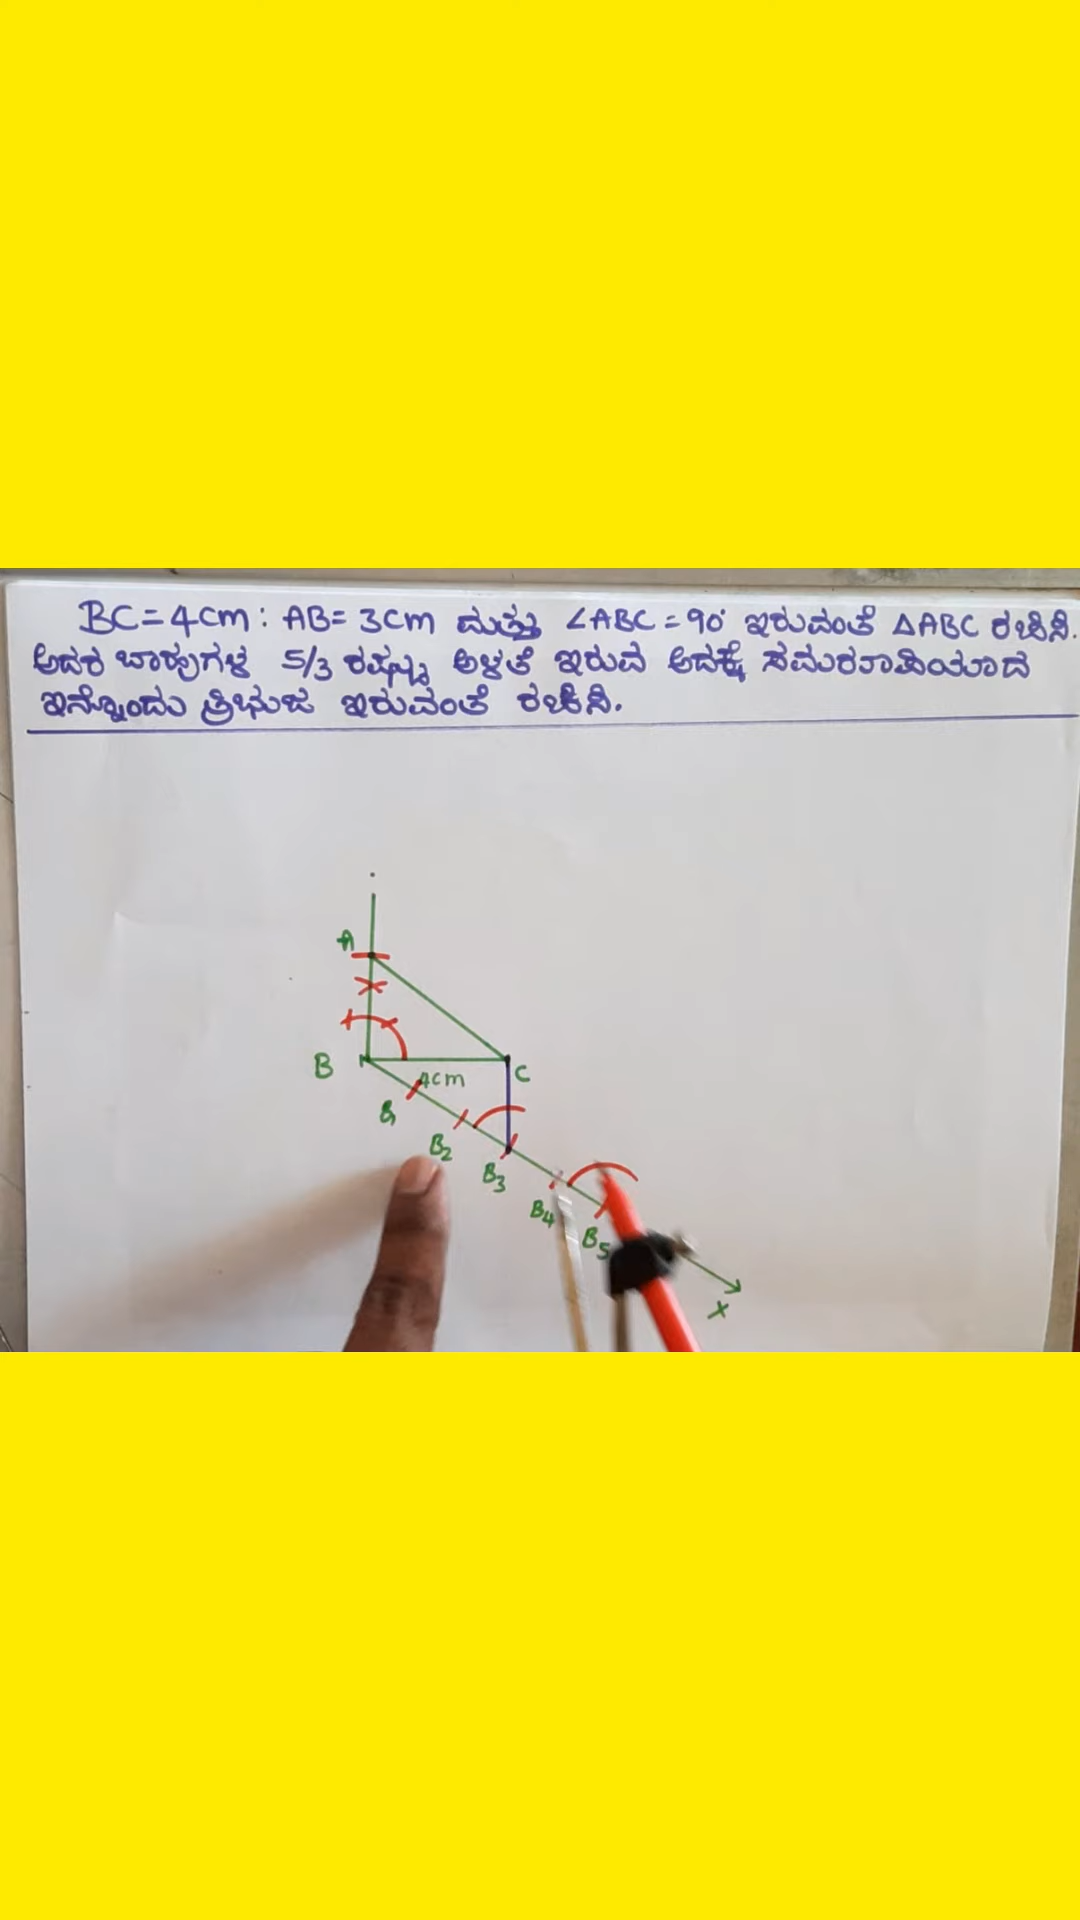 BC=4cm: AB= 3cm ಮತ್ತು ∠ABC=90° ಇರುವಂತೆ △ABC ರಚಿಸಿ.
ಅದರ ಬಾಹುಗಳ 5/3 ರಷ್ಟು ಅಳತೆ ಇರುವ ಅದಕ್ಕೆ ಸಮರೂಪಿಯಾದ
ಇನ್ನೊಂದು ತ್ರಿಭುಜ ಇರುವಂತೆ ರಚಿಸಿ.
A
B
4cm
C
B1
B2
B3
B4
B5
X